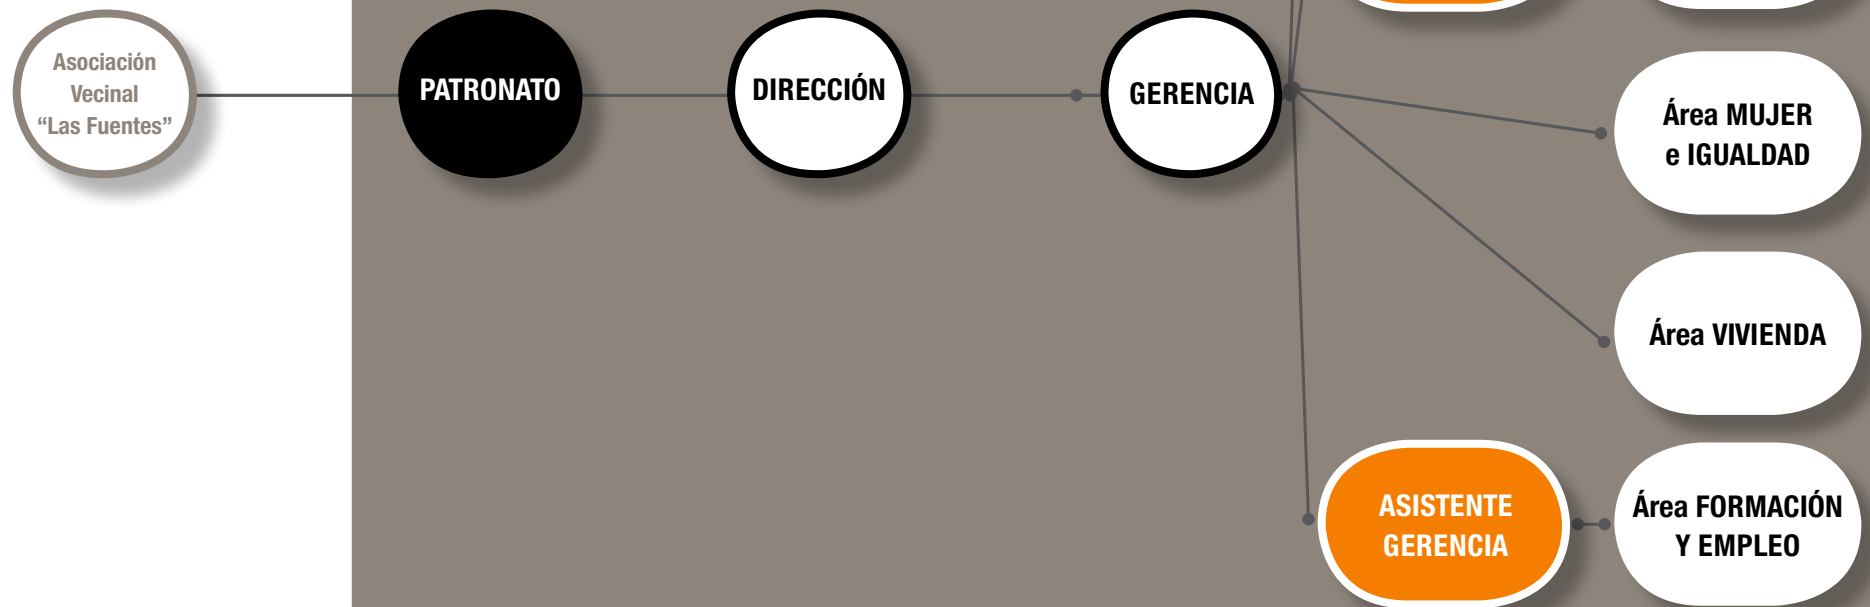 Asociación
Vecinal
“Las Fuentes”
PATRONATO
DIRECCIÓN
GERENCIA
Área MUJER
e IGUALDAD
Área VIVIENDA
ASISTENTE
GERENCIA
Área FORMACIÓN
Y EMPLEO